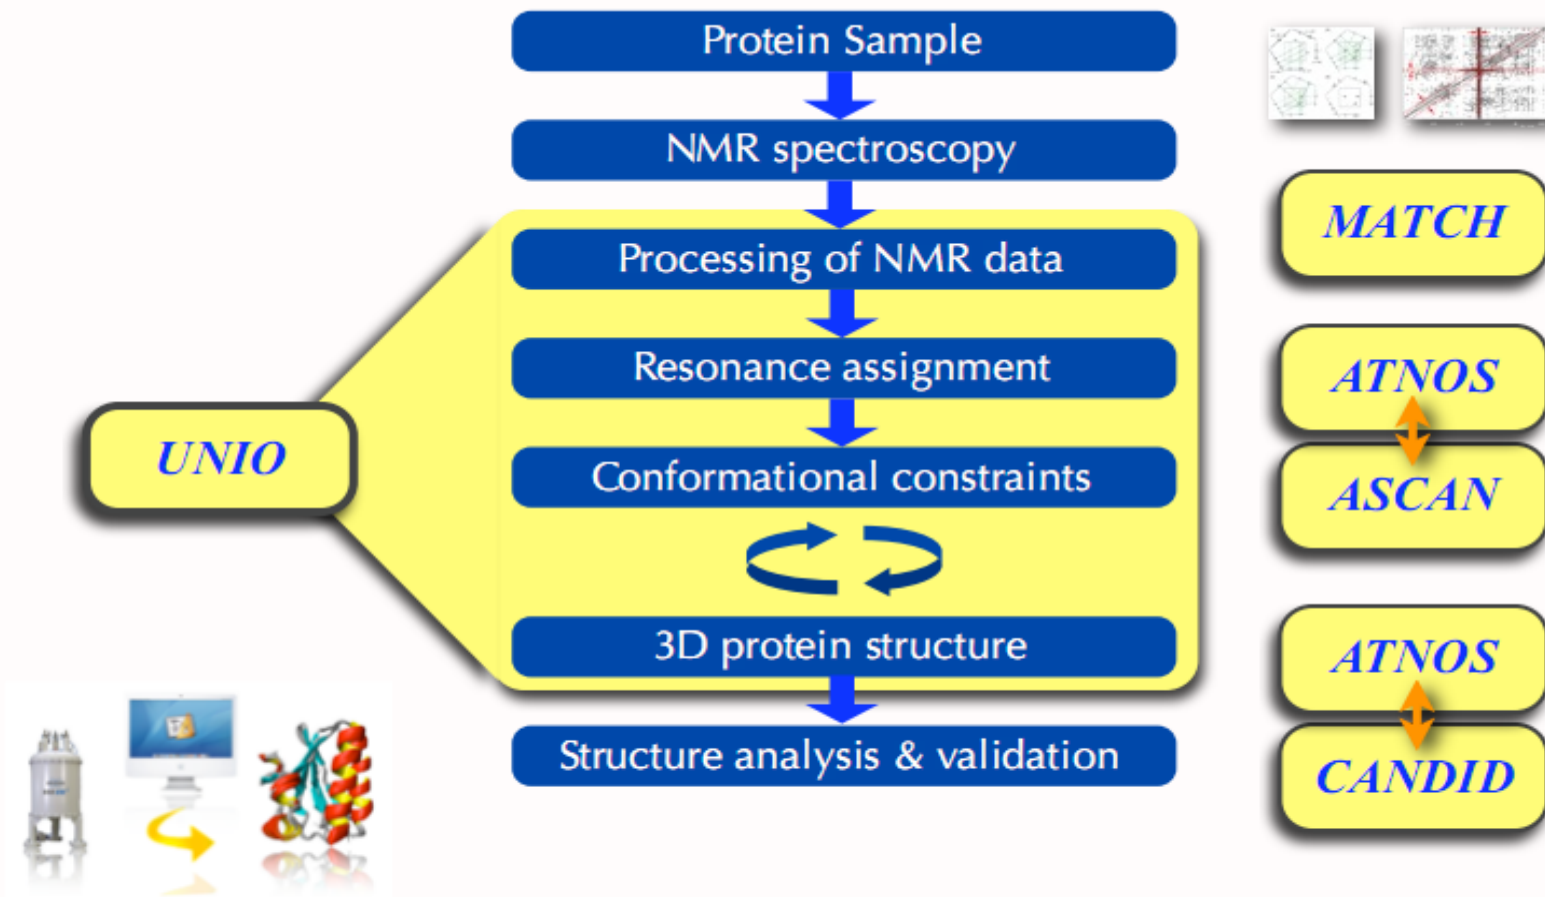 Protein Sample
NMR spectroscopy
Processing of NMR data
Resonance assignment
Conformational constraints
3D protein structure
Structure analysis & validation
UNIO
MATCH
ATNOS
ASCAN
ATNOS
CANDID